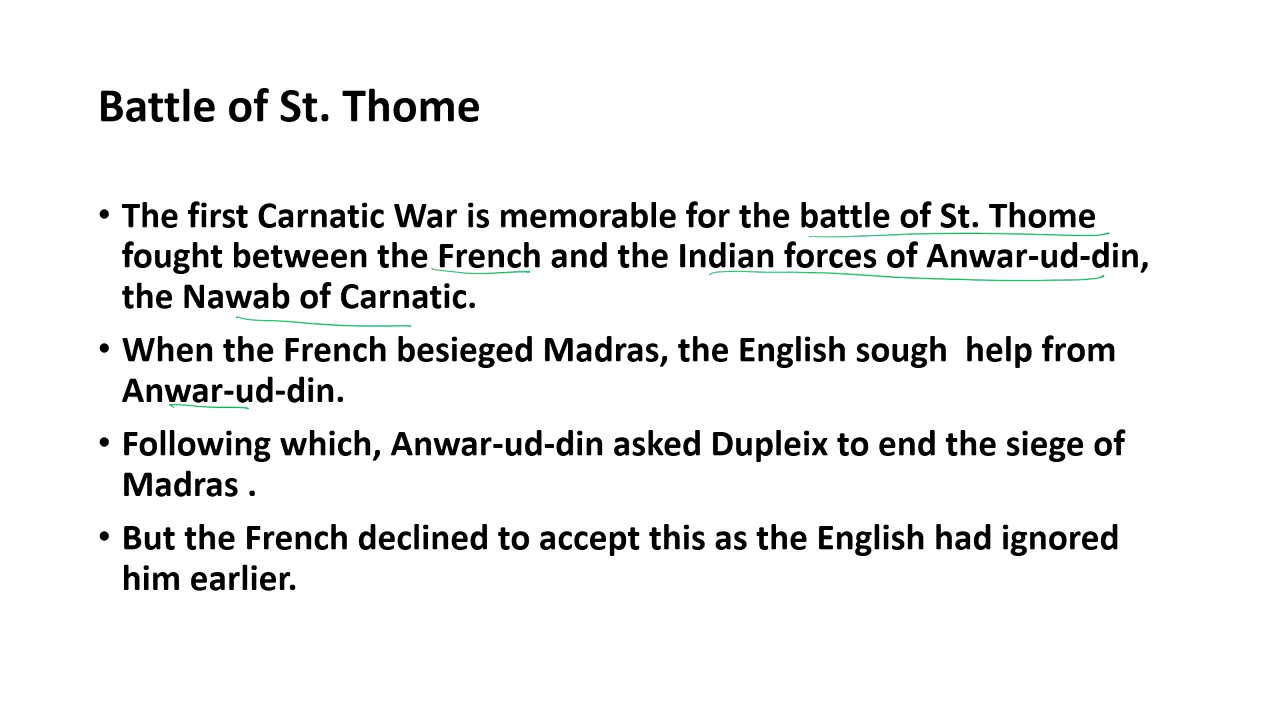 Battle of St. Thome
• The first Carnatic War is memorable for the battle of St. Thome
fought between the French and the Indian forces of Anwar-ud-din,
the Nawab of Carnatic.
• When the French besieged Madras, the English sough  help from
Anwar-ud-din.
• Following which, Anwar-ud-din asked Dupleix to end the siege of
Madras .
• But the French declined to accept this as the English had ignored
him earlier.